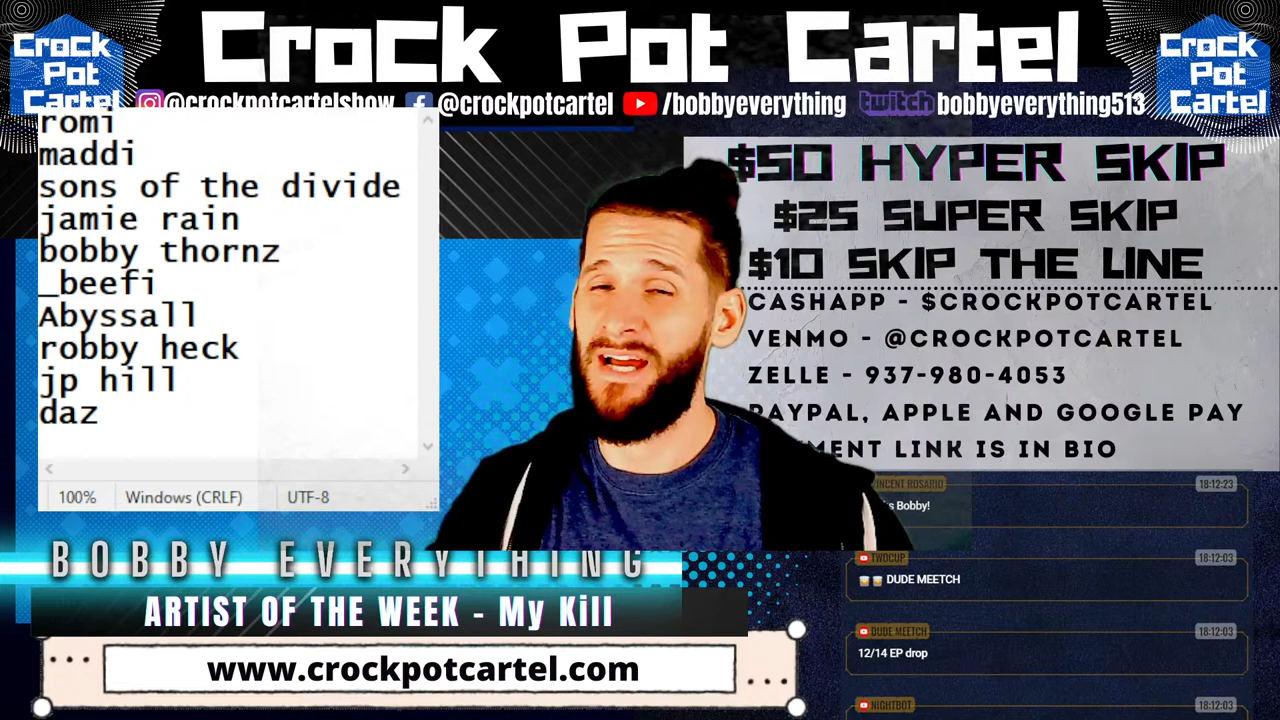 Crock Pot Cartel
Crock
Pot
Cartel
Crock
Pot
Cartel
@crockpotcartelshow @crockpotcartel /bobbyeverything twitch bobbyeverything513
romi
maddi
sons of the divide
jamie rain
bobby thornz
_beefi
Abyssall
robby heck
jp hill
daz
100% Windows (CRLF) UTF-8
$50 HYPER SKIP
$25 SUPER SKIP
$10 SKIP THE LINE
CASHAPP - $CROCKPOTCARTEL
VENMO - @CROCKPOTCARTEL
ZELLE - 937-980-4053
PAYPAL, APPLE AND GOOGLE PAY
LINK IS IN BIO
ROSARIO 18:12:23
Bobby!
TWOCUP 18:12:03
DUDE MEETCH
DUDE MEETCH 18:12:03
12/14 EP drop
NIGHTBOT 18:12:03
BOBBY EVERYTHING
ARTIST OF THE WEEK - My Kill
www.crockpotcartel.com